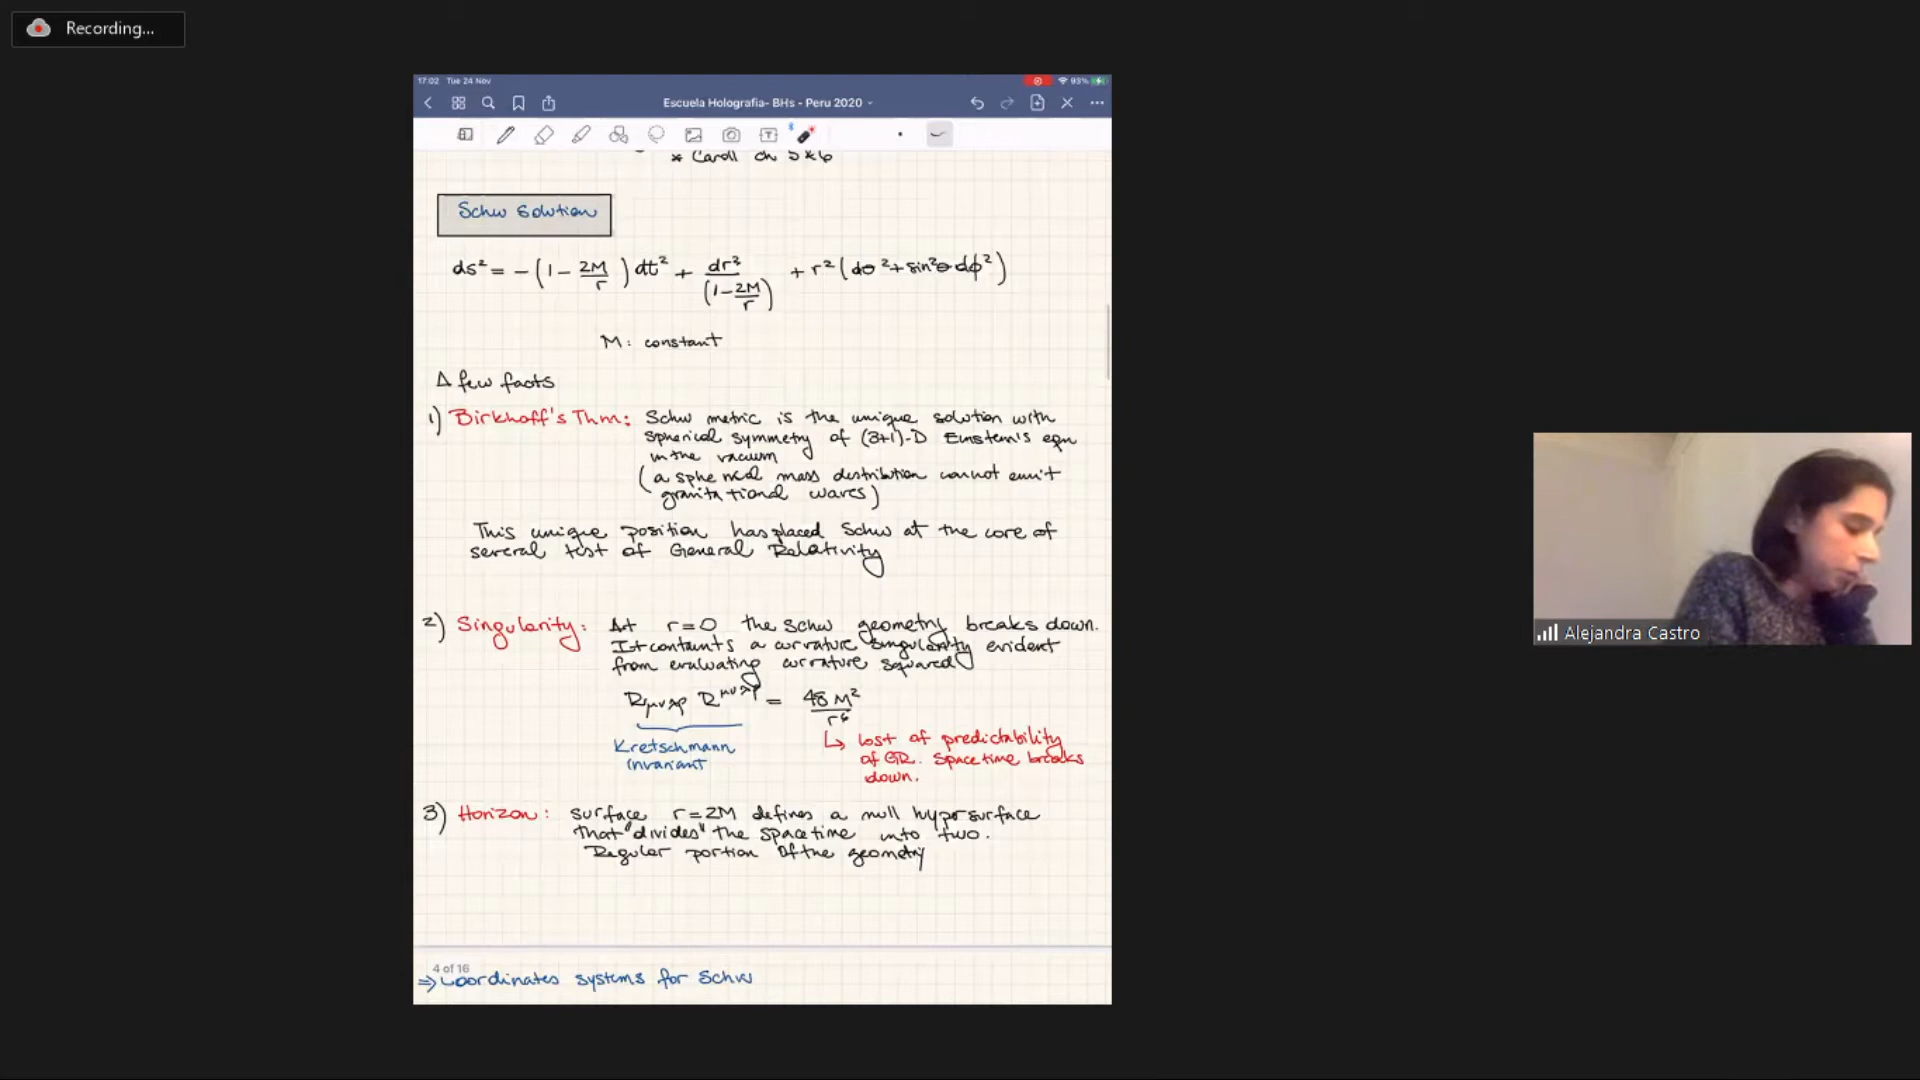 Recording...
17:02 Tue 24 Nov
93%
Escuela Holografia- BHs - Peru 2020
* Caroll ch 5 & 6
Schw solution
ds² = - (1 - 2M/r) dt² + dr²/(1 - 2M/r) + r² (dθ² + sin²θ dϕ²)
M: constant
A few facts
1) Birkhoff's Thm: Schw metric is the unique solution with
spherical symmetry of (3+1)-D Einstein's eqn
in the vacuum
(a spherical mass distribution cannot emit
gravitational waves)
This unique position has placed Schw at the core of
several test of General Relativity
2) Singularity: At r=0 the Schw geometry breaks down.
It containts a curvature singularity evident
from evaluating curvature squared
Rμνλρ R^μνλρ = 48 M²/r⁶
Kretschmann
invariant
↳ lost of predictability
of GR. Spacetime breaks
down.
3) Horizon: surface r=2M defines a null hypersurface
that "divides" the spacetime into two.
Regular portion of the geometry
4 of 16
⇒ Coordinates systems for Schw
Alejandra Castro